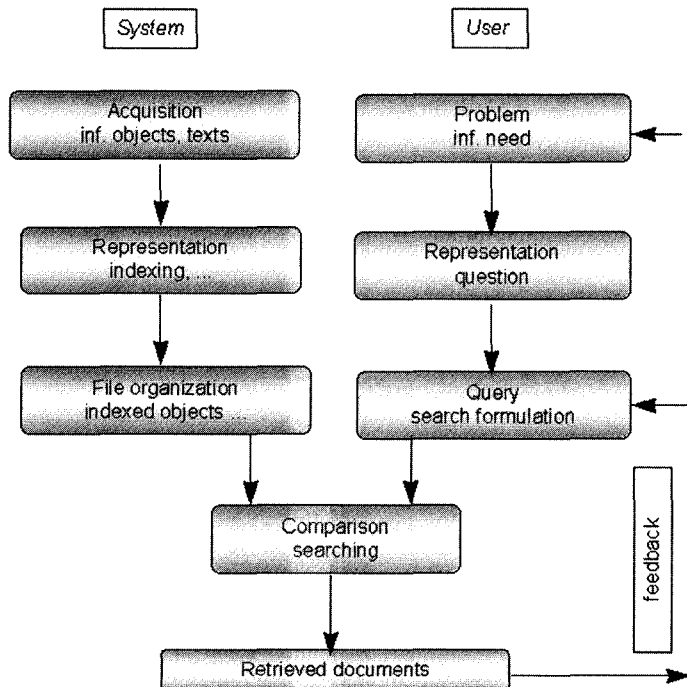 System
User
Acquisition
inf. objects, texts
Problem
inf. need
Representation
indexing, ...
Representation
question
File organization
indexed objects ...
Query
search formulation
Comparison
searching
feedback
Retrieved documents